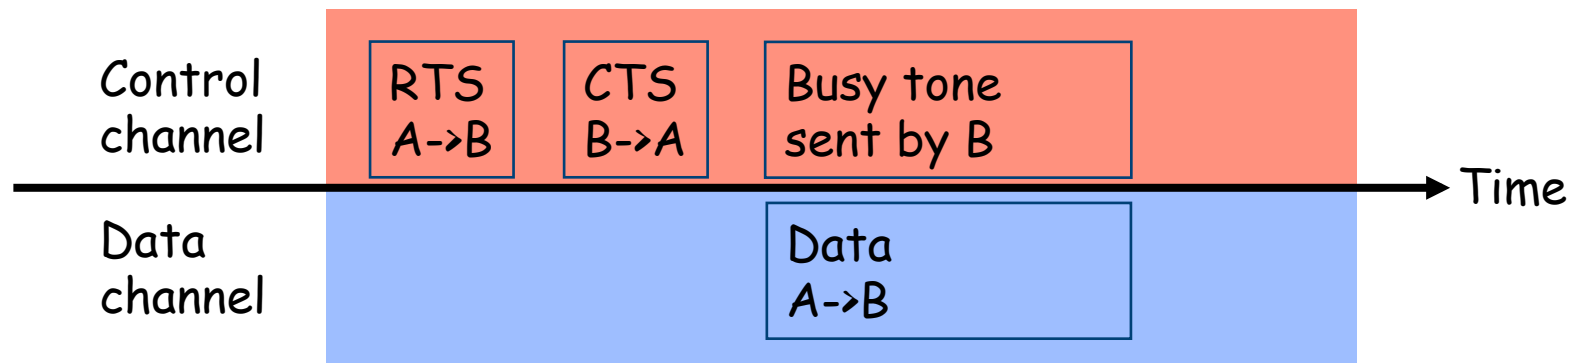 Control
channel
RTS
A->B
CTS
B->A
Busy tone
sent by B
Time
Data
channel
Data
A->B